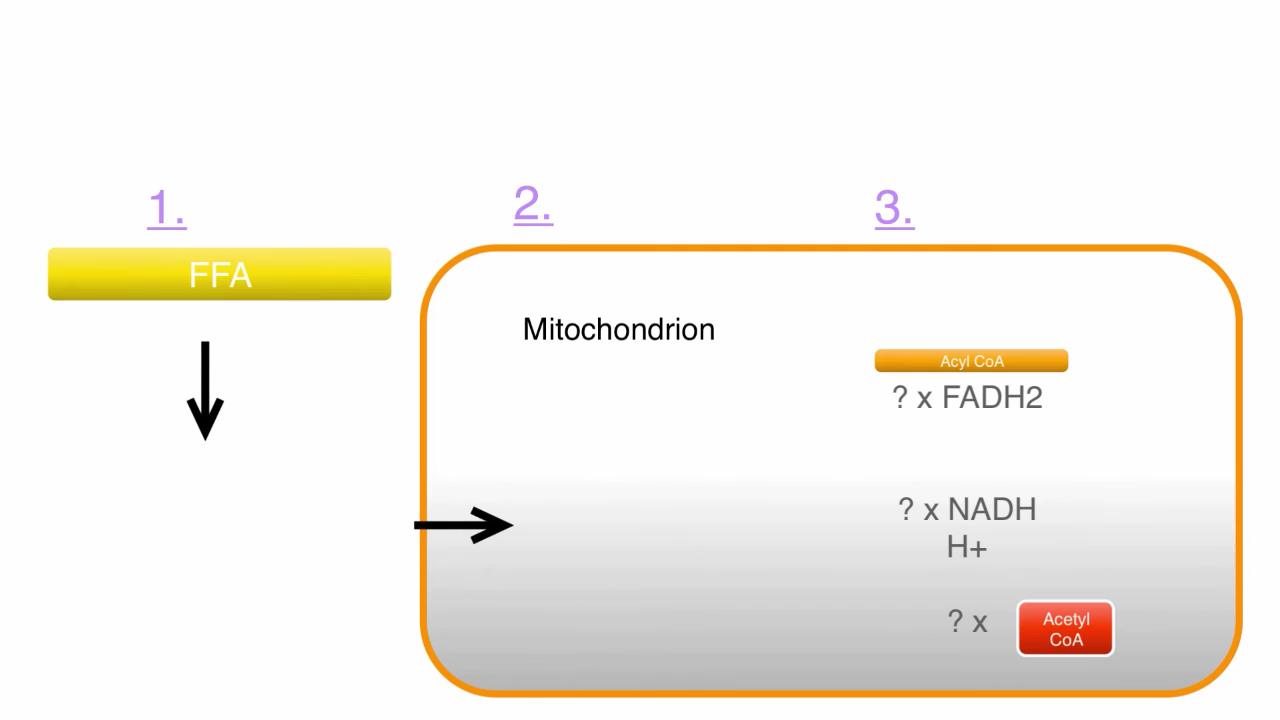 1.
2.
3.
FFA
Mitochondrion
Acyl CoA
? x FADH2
? x NADH
H+
? x
Acetyl
CoA